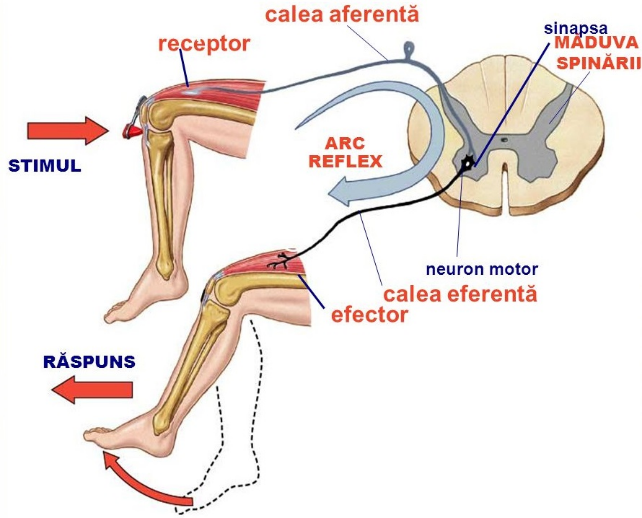 calea aferentă
sinapsa
receptor
MĂDUVA
SPINĂRII
STIMUL
ARC
REFLEX
neuron motor
calea eferentă
efector
RĂSPUNS